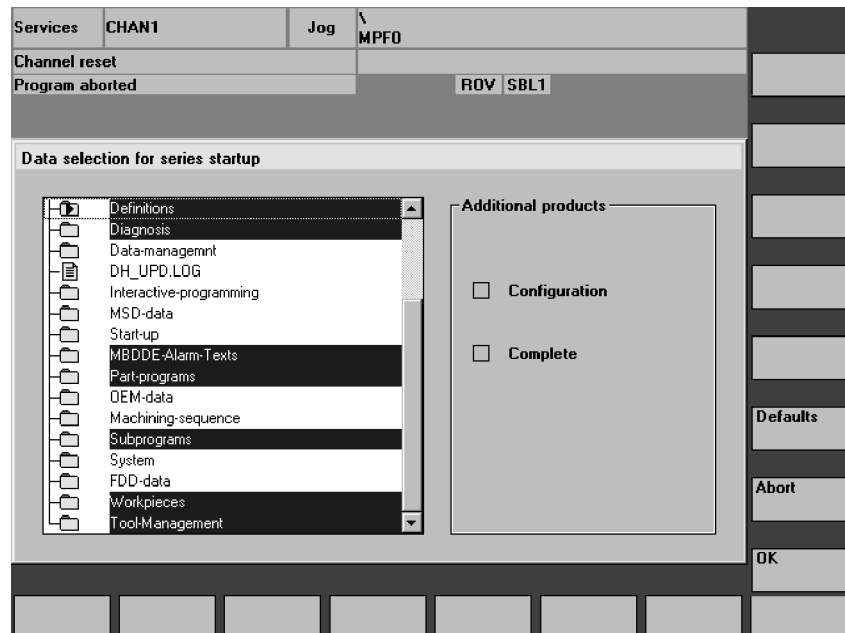 Services CHAN1 Jog \
MPF0
Channel reset
Program aborted ROV SBL1
Data selection for series startup
Definitions
Diagnosis
Data-managemnt
DH_UPD.LOG
Interactive-programming
MSD-data
Start-up
MBDDE-Alarm-Texts
Part-programs
OEM-data
Machining-sequence
Subprograms
System
FDD-data
Workpieces
Tool-Management
Additional products
Configuration
Complete
Defaults
Abort
OK